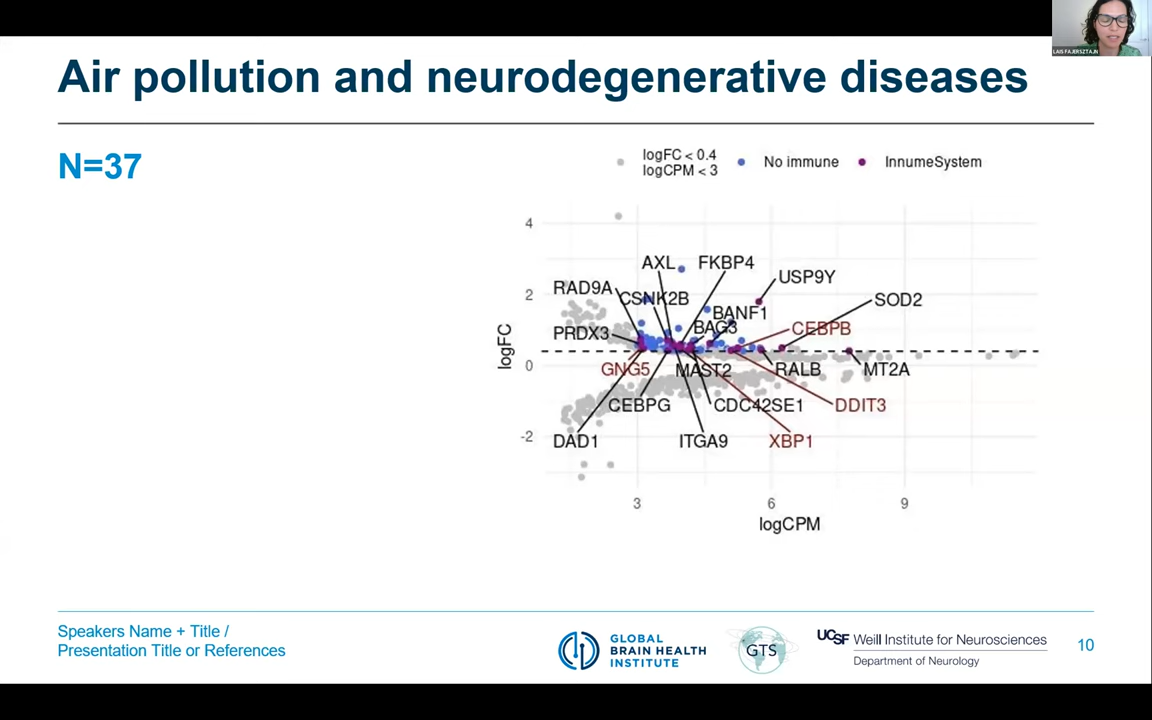 LAIS FAJERSZTAJN
Air pollution and neurodegenerative diseases
N=37
logFC < 0.4
logCPM < 3
No immune
InnumeSystem
4
2
0
-2
logFC
AXL
FKBP4
USP9Y
RAD9A
CSNK2B
SOD2
BANF1
BAG3
CEBPB
PRDX3
GNG5
MAST2
RALB
MT2A
CEBPG
CDC42SE1
DDIT3
DAD1
ITGA9
XBP1
3
6
9
logCPM
Speakers Name + Title /
Presentation Title or References
GLOBAL
BRAIN HEALTH
INSTITUTE
GTS
UCSF Weill Institute for Neurosciences
Department of Neurology
10